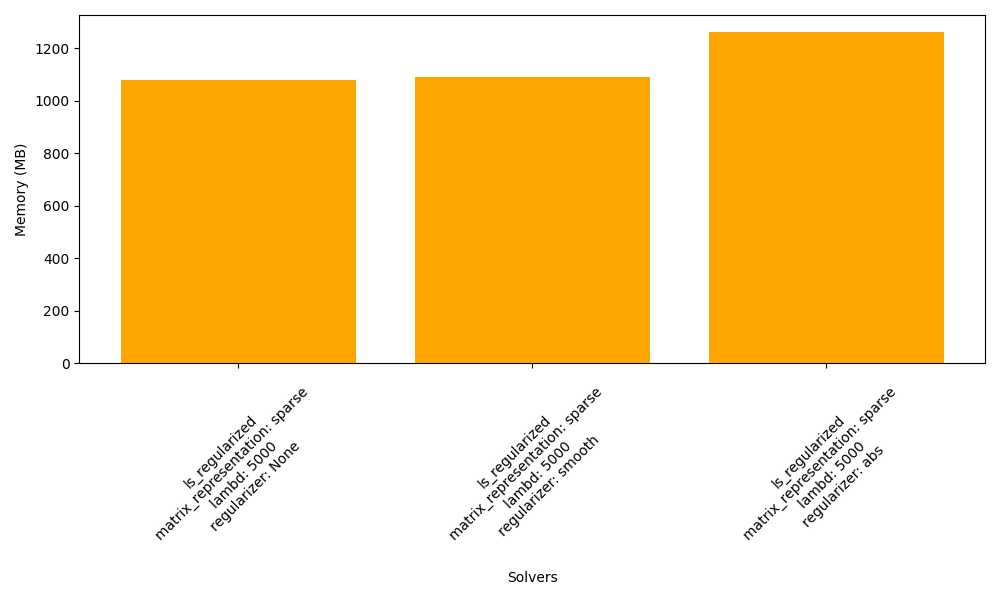 Memory (MB)
1200
1000
800
600
400
200
0
ls_regularized
matrix_representation: sparse
lambd: 5000
regularizer: None
ls_regularized
matrix_representation: sparse
lambd: 5000
regularizer: smooth
ls_regularized
matrix_representation: sparse
lambd: 5000
regularizer: abs
Solvers